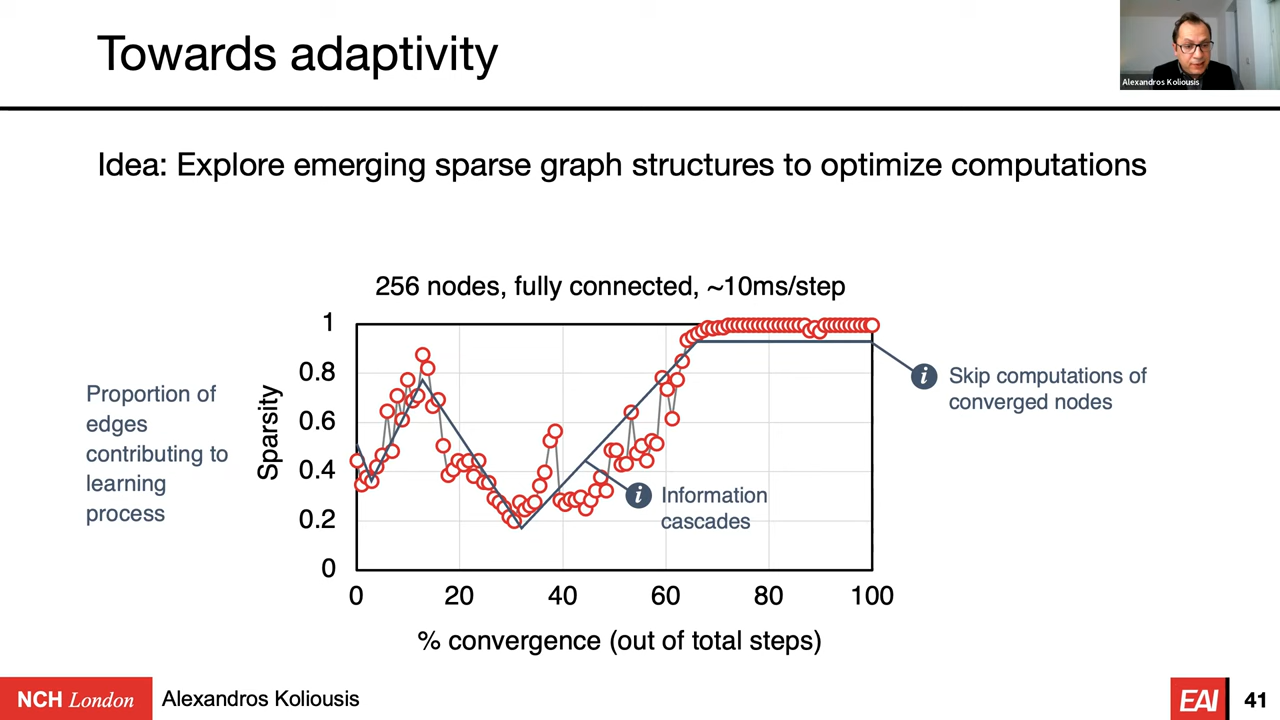 Towards adaptivity
Alexandros Koliousis
Idea: Explore emerging sparse graph structures to optimize computations
256 nodes, fully connected, ~10ms/step
Proportion of
edges
contributing to
learning
process
Sparsity
1
0.8
0.6
0.4
0.2
0
0 20 40 60 80 100
% convergence (out of total steps)
i Information
cascades
i Skip computations of
converged nodes
NCH London
Alexandros Koliousis
EAI
41